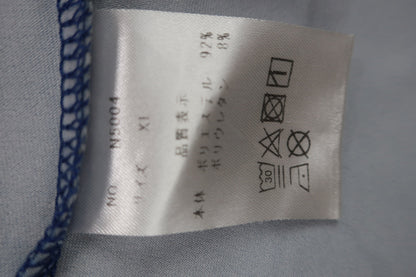 NO. N5004
サイズ XL
品質表示
本体 ポリエステル 92%
ポリウレタン 8%
30